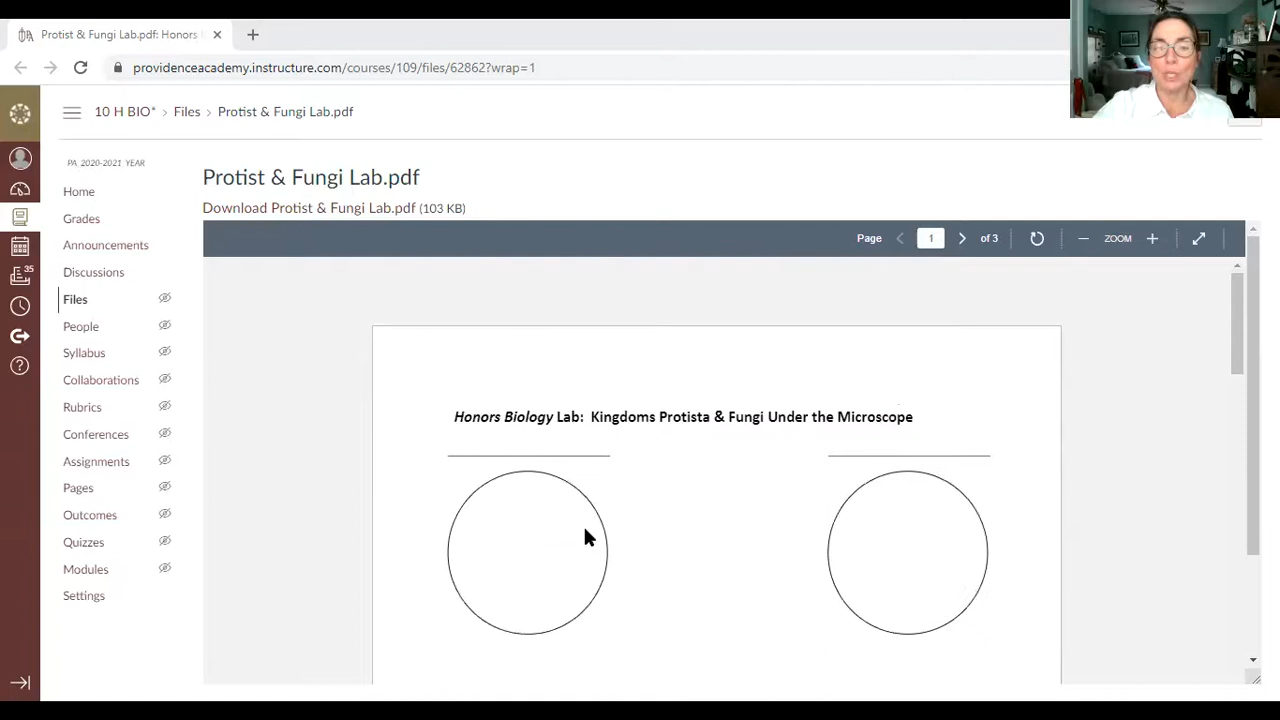 Protist & Fungi Lab.pdf: Honors
providenceacademy.instructure.com/courses/109/files/62862?wrap=1
10 H BIO* > Files > Protist & Fungi Lab.pdf
PA 2020-2021 YEAR
Home
Grades
Announcements
Discussions
Files
People
Syllabus
Collaborations
Rubrics
Conferences
Assignments
Pages
Outcomes
Quizzes
Modules
Settings
35
Protist & Fungi Lab.pdf
Download Protist & Fungi Lab.pdf (103 KB)
Page 1 of 3 ZOOM
Honors Biology Lab: Kingdoms Protista & Fungi Under the Microscope